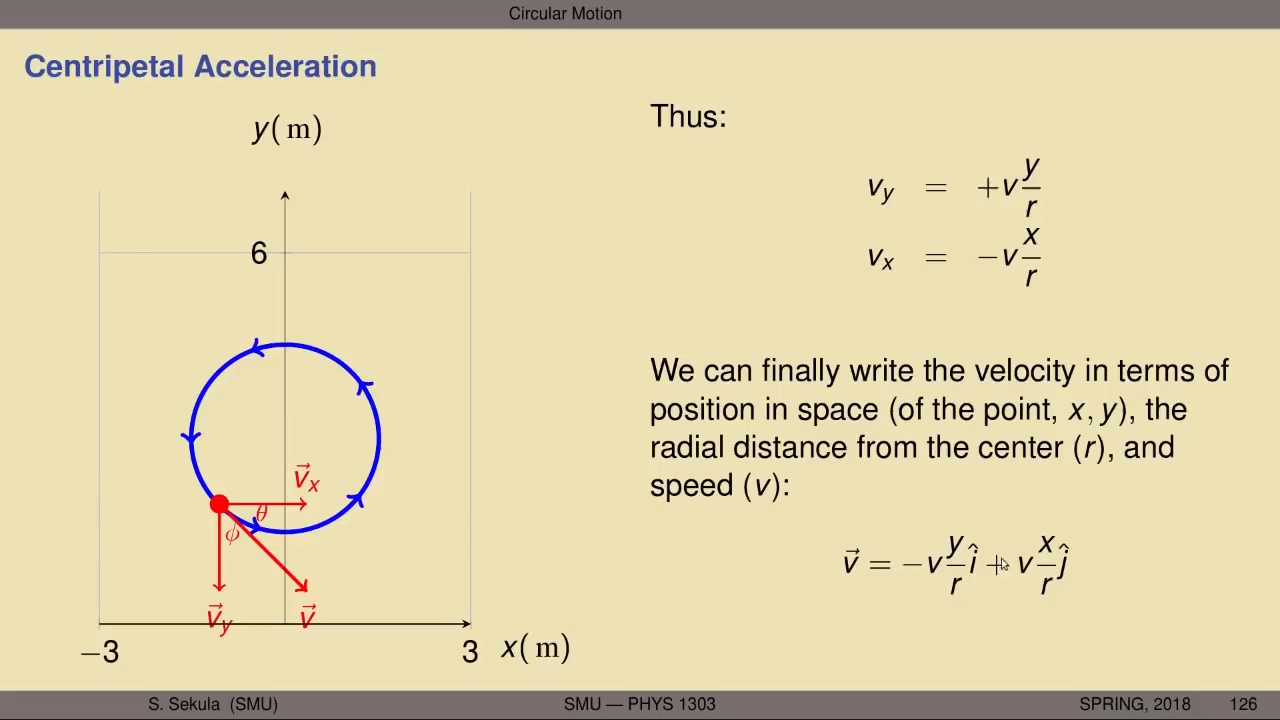 Circular Motion
Centripetal Acceleration
y( m)
6
v⃗x
θ
ϕ
v⃗y
v⃗
−3
3
x( m)
Thus:
vy = +v y/r
vx = −v x/r
We can finally write the velocity in terms of
position in space (of the point, x, y), the
radial distance from the center (r), and
speed (v):
v⃗ = −v y/r î + v x/r ĵ
S. Sekula (SMU)
SMU — PHYS 1303
SPRING, 2018
126